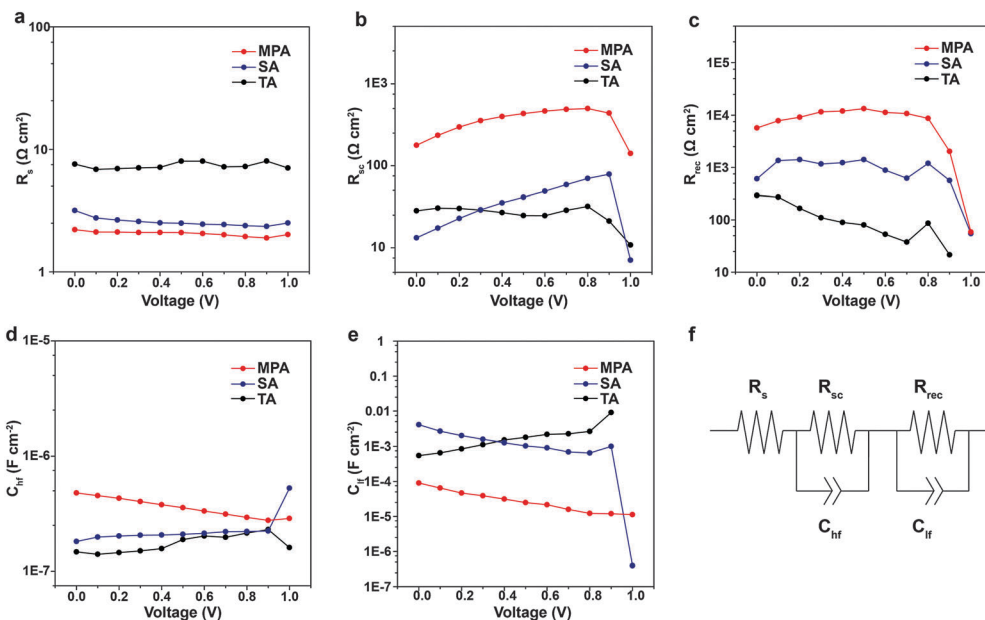 a
100
10
1
Rs (Ω cm2)
MPA
SA
TA
0.0 0.2 0.4 0.6 0.8 1.0
Voltage (V)
b
1E3
100
10
Rsc (Ω cm2)
MPA
SA
TA
0.0 0.2 0.4 0.6 0.8 1.0
Voltage (V)
c
1E5
1E4
1E3
100
10
Rrec (Ω cm2)
MPA
SA
TA
0.0 0.2 0.4 0.6 0.8 1.0
Voltage (V)
d
1E-5
1E-6
1E-7
Chf (F cm-2)
MPA
SA
TA
0.0 0.2 0.4 0.6 0.8 1.0
Voltage (V)
e
1
0.1
0.01
1E-3
1E-4
1E-5
1E-6
1E-7
Clf (F cm-2)
MPA
SA
TA
0.0 0.2 0.4 0.6 0.8 1.0
Voltage (V)
f
Rs Rsc Rrec
Chf Clf